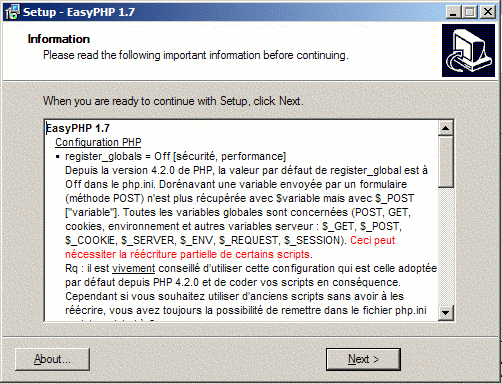 Setup - EasyPHP 1.7
Information
Please read the following important information before continuing.
When you are ready to continue with Setup, click Next.
EasyPHP 1.7
Configuration PHP
▪ register_globals = Off [sécurité, performance]
Depuis la version 4.2.0 de PHP, la valeur par défaut de register_global est à
Off dans le php.ini. Dorénavant une variable envoyée par un formulaire
(méthode POST) n'est plus récupérée avec $variable mais avec $_POST
["variable"]. Toutes les variables globales sont concernées (POST, GET,
cookies, environnement et autres variables serveur : $_GET, $_POST,
$_COOKIE, $_SERVER, $_ENV, $_REQUEST, $_SESSION). Ceci peut
nécessiter la réécriture partielle de certains scripts.
Rq : il est vivement conseillé d'utiliser cette configuration qui est celle adoptée
par défaut depuis PHP 4.2.0 et de coder vos scripts en conséquence.
Cependant si vous souhaitez utiliser d'anciens scripts sans avoir à les
réécrire, vous avez toujours la possibilité de remettre dans le fichier php.ini
About...
Next >